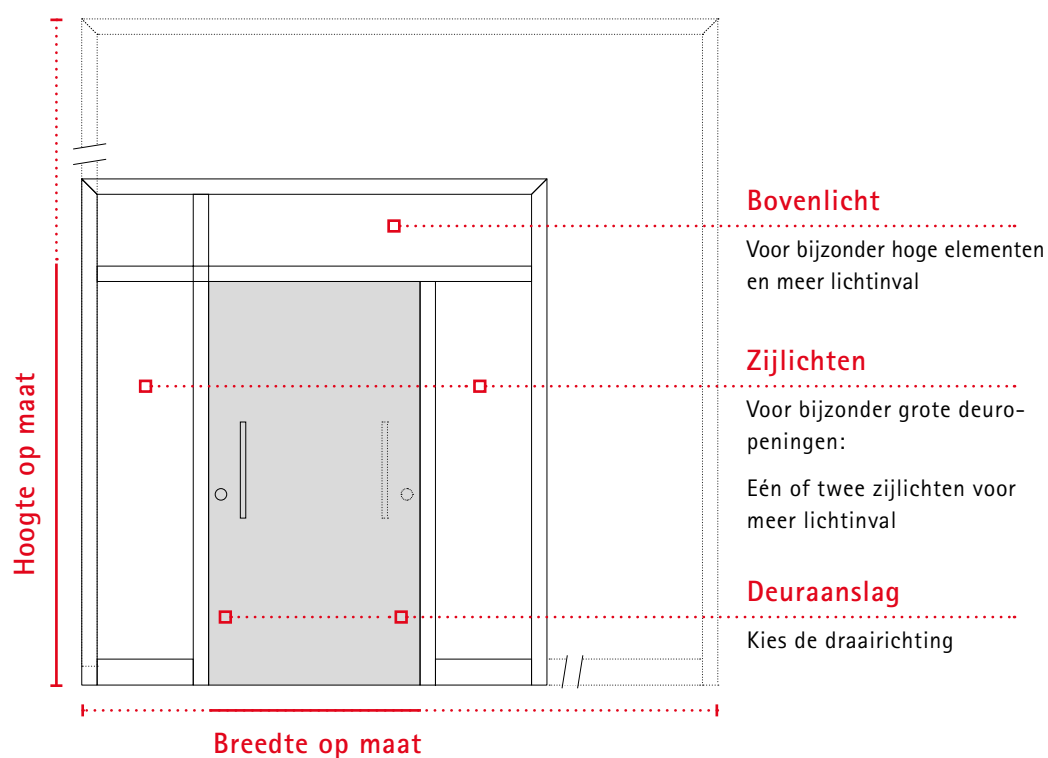 Bovenlicht
Voor bijzonder hoge elementen
en meer lichtinval
Zijlichten
Voor bijzonder grote deuro-
peningen:
Eén of twee zijlichten voor
meer lichtinval
Deuraanslag
Kies de draairichting
Hoogte op maat
Breedte op maat